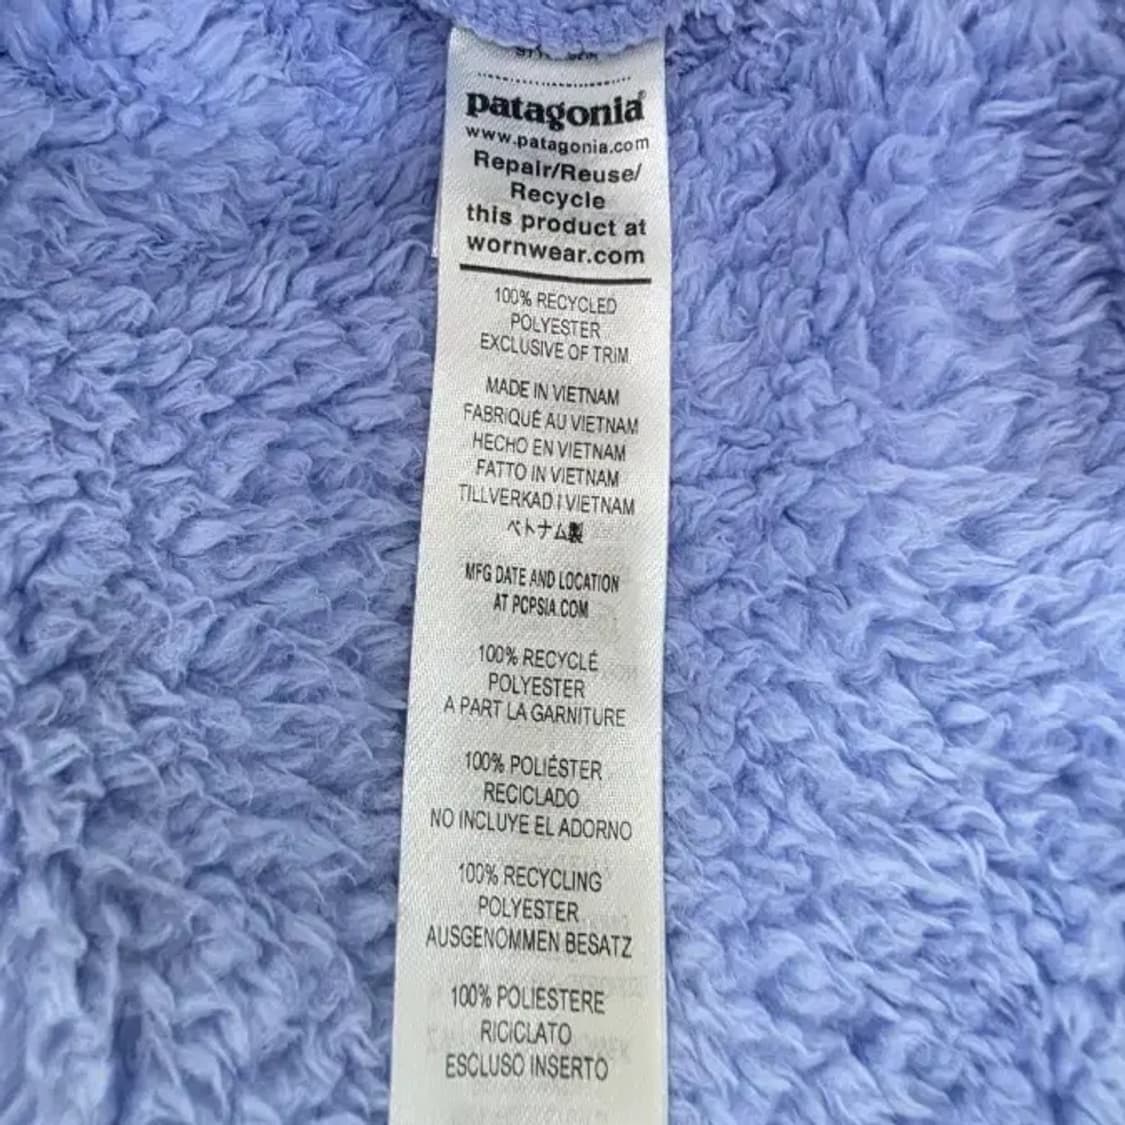 patagonia®
www.patagonia.com
Repair/Reuse/
Recycle
this product at
wornwear.com
100% RECYCLED
POLYESTER
EXCLUSIVE OF TRIM
MADE IN VIETNAM
FABRIQUÉ AU VIETNAM
HECHO EN VIETNAM
FATTO IN VIETNAM
TILLVERKAD I VIETNAM
ベトナム製
MFG DATE AND LOCATION
AT PCPSIA.COM
100% RECYCLÉ
POLYESTER
A PART LA GARNITURE
100% POLIÉSTER
RECICLADO
NO INCLUYE EL ADORNO
100% RECYCLING
POLYESTER
AUSGENOMMEN BESATZ
100% POLIESTERE
RICICLATO
ESCLUSO INSERTO